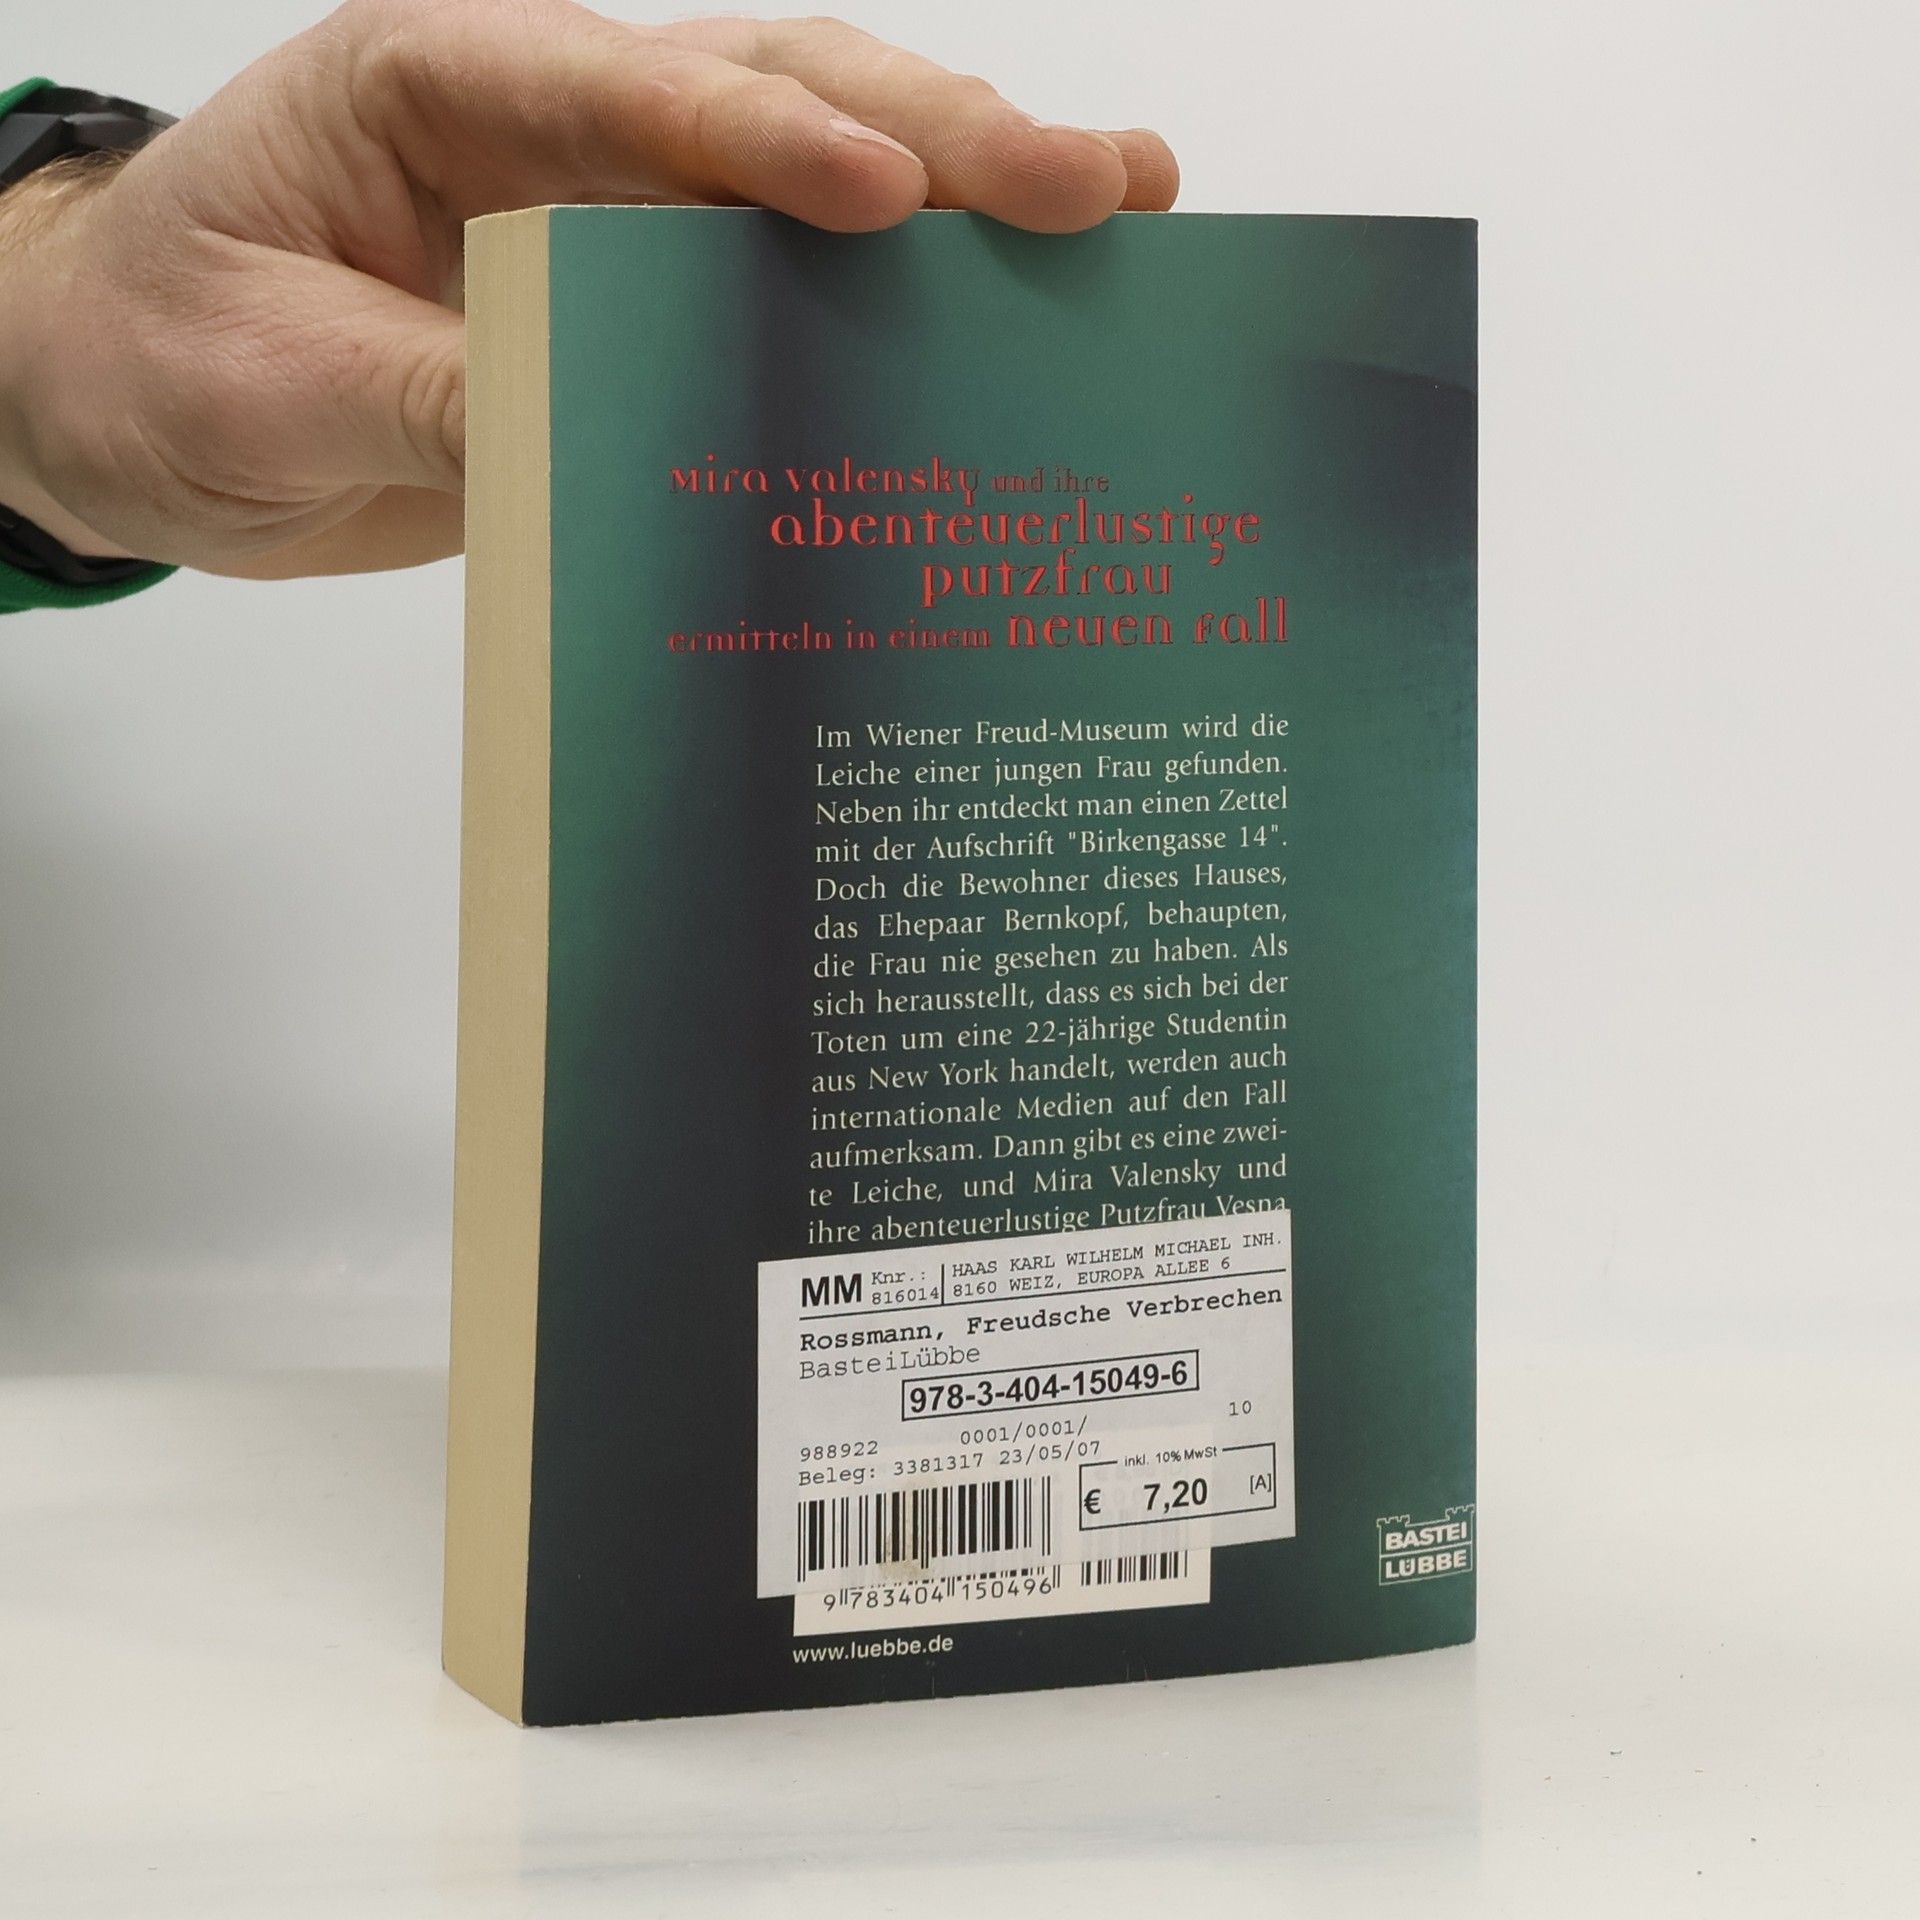 Mira Valensky und ihre
abenteuerlustige
putzfrau
ermitteln in einem neuen Fall
Im Wiener Freud-Museum wird die
Leiche einer jungen Frau gefunden.
Neben ihr entdeckt man einen Zettel
mit der Aufschrift "Birkengasse 14".
Doch die Bewohner dieses Hauses,
das Ehepaar Bernkopf, behaupten,
die Frau nie gesehen zu haben. Als
sich herausstellt, dass es sich bei der
Toten um eine 22-jährige Studentin
aus New York handelt, werden auch
internationale Medien auf den Fall
aufmerksam. Dann gibt es eine zwei-
te Leiche, und Mira Valensky und
ihre abenteuerlustige Putzfrau Vesna
MM Knr.: HAAS KARL WILHELM MICHAEL INH.
816014 8160 WEIZ, EUROPA ALLEE 6
Rossmann, Freudsche Verbrechen
BasteiLübbe
978-3-404-15049-6
10
988922 0001/0001/
Beleg: 3381317 23/05/07
inkl. 10% MwSt
€ 7,20 [A]
9 783404 150496
www.luebbe.de
BASTEI
LÜBBE